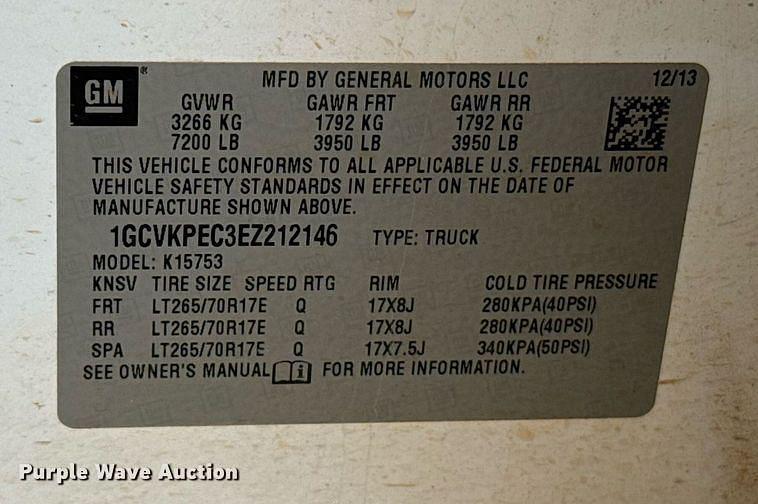 GM ® MFD BY GENERAL MOTORS LLC 12/13
GVWR GAWR FRT GAWR RR
3266 KG 1792 KG 1792 KG
7200 LB 3950 LB 3950 LB
THIS VEHICLE CONFORMS TO ALL APPLICABLE U.S. FEDERAL MOTOR
VEHICLE SAFETY STANDARDS IN EFFECT ON THE DATE OF
MANUFACTURE SHOWN ABOVE.
1GCVKPEC3EZ212146 TYPE: TRUCK
MODEL: K15753
KNSV TIRE SIZE SPEED RTG RIM COLD TIRE PRESSURE
FRT LT265/70R17E Q 17X8J 280KPA(40PSI)
RR LT265/70R17E Q 17X8J 280KPA(40PSI)
SPA LT265/70R17E Q 17X7.5J 340KPA(50PSI)
SEE OWNER'S MANUAL i FOR MORE INFORMATION.
Purple Wave Auction